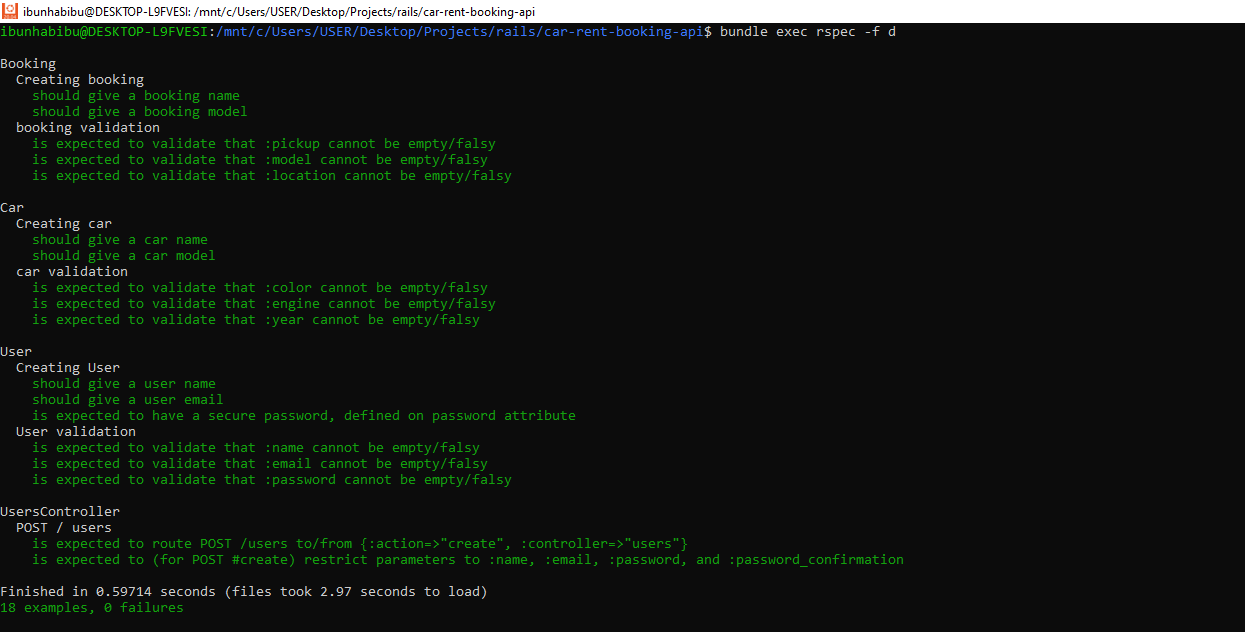 ibunhabibu@DESKTOP-L9FVESI: /mnt/c/Users/USER/Desktop/Projects/rails/car-rent-booking-api
ibunhabibu@DESKTOP-L9FVESI:/mnt/c/Users/USER/Desktop/Projects/rails/car-rent-booking-api$ bundle exec rspec -f d
Booking
Creating booking
should give a booking name
should give a booking model
booking validation
is expected to validate that :pickup cannot be empty/falsy
is expected to validate that :model cannot be empty/falsy
is expected to validate that :location cannot be empty/falsy
Car
Creating car
should give a car name
should give a car model
car validation
is expected to validate that :color cannot be empty/falsy
is expected to validate that :engine cannot be empty/falsy
is expected to validate that :year cannot be empty/falsy
User
Creating User
should give a user name
should give a user email
is expected to have a secure password, defined on password attribute
User validation
is expected to validate that :name cannot be empty/falsy
is expected to validate that :email cannot be empty/falsy
is expected to validate that :password cannot be empty/falsy
UsersController
POST / users
is expected to route POST /users to/from {:action=>"create", :controller=>"users"}
is expected to (for POST #create) restrict parameters to :name, :email, :password, and :password_confirmation
Finished in 0.59714 seconds (files took 2.97 seconds to load)
18 examples, 0 failures